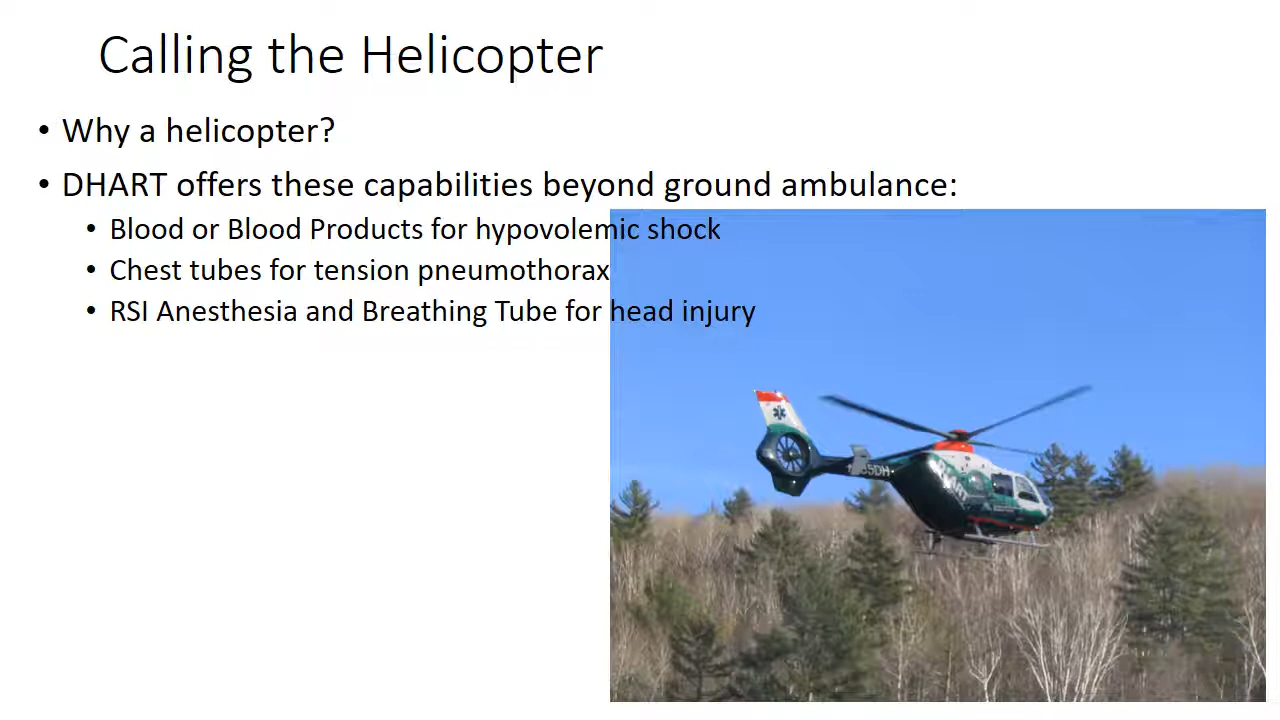 Calling the Helicopter
• Why a helicopter?
• DHART offers these capabilities beyond ground ambulance:
• Blood or Blood Products for hypovolemic shock
• Chest tubes for tension pneumothorax
• RSI Anesthesia and Breathing Tube for head injury